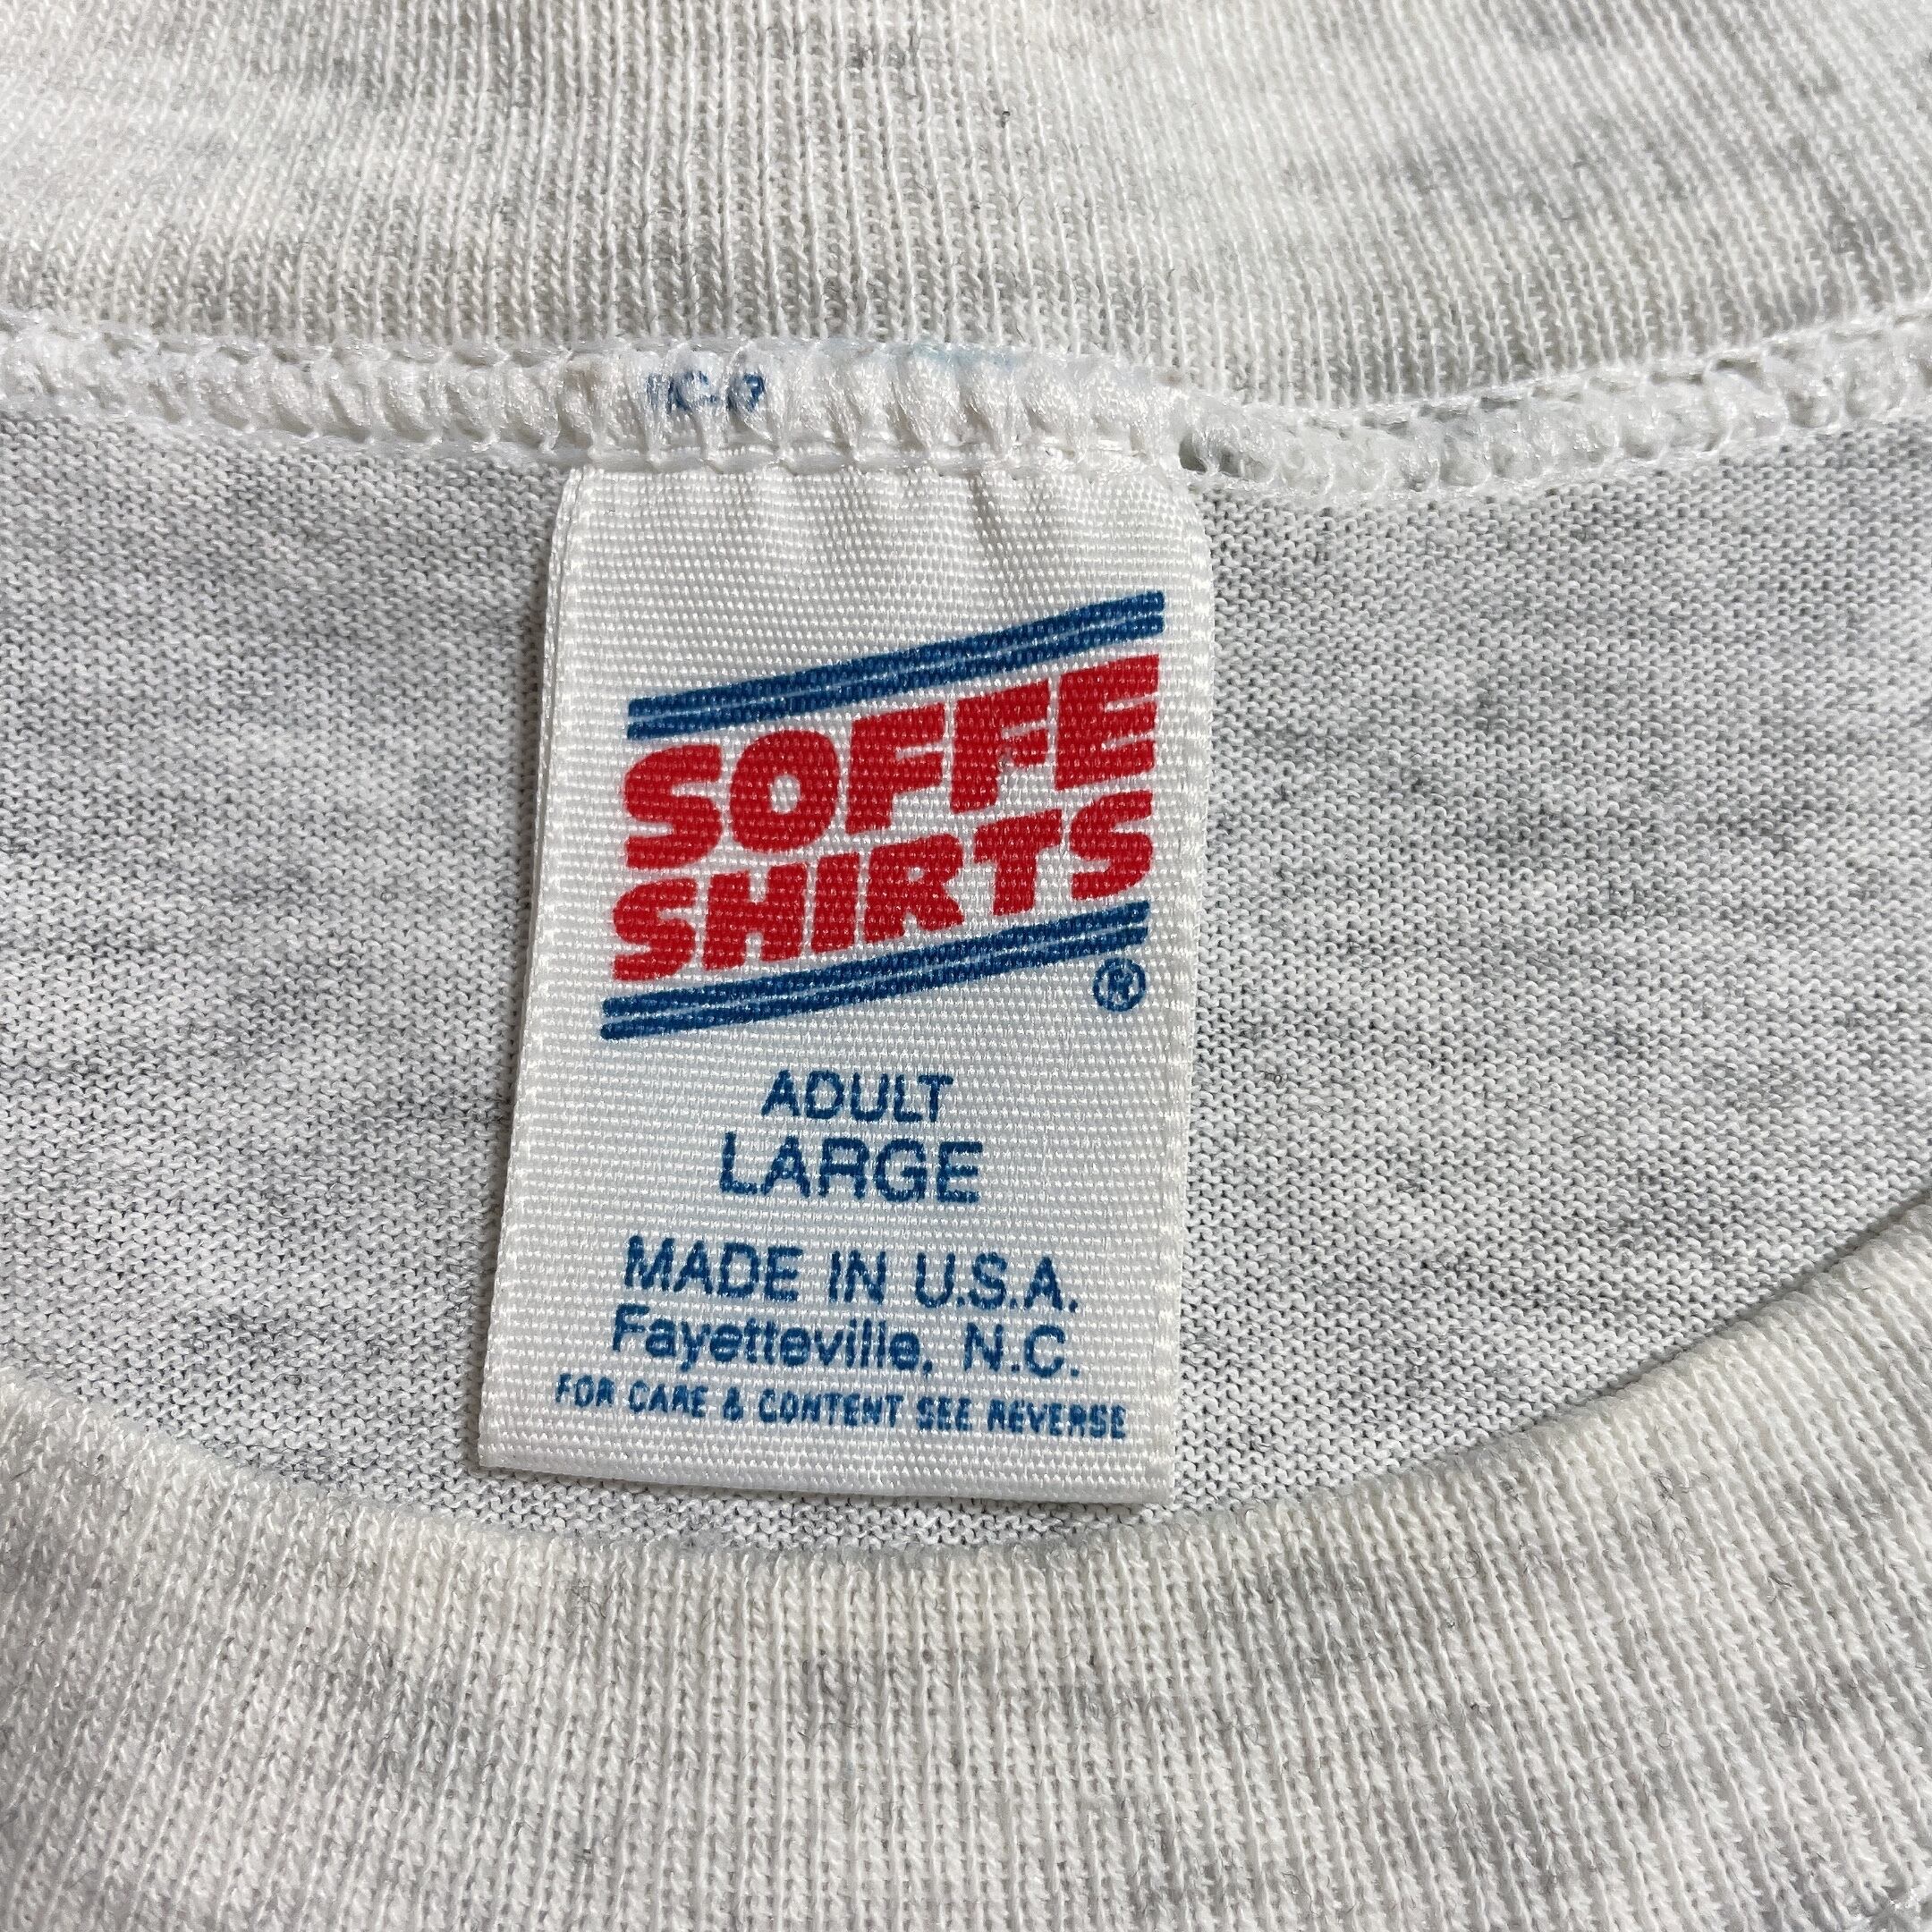 SOFFE
SHIRTS
®
ADULT
LARGE
MADE IN U.S.A.
Fayetteville, N.C.
FOR CARE & CONTENT SEE REVERSE